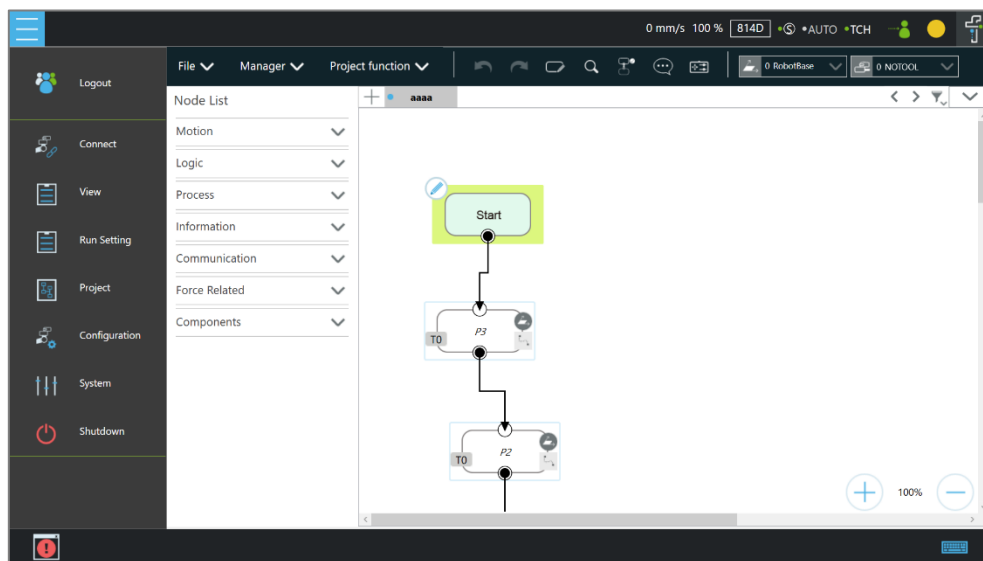 0 mm/s 100 % 814D Ⓢ AUTO TCH
Logout
Connect
View
Run Setting
Project
Configuration
System
Shutdown
File Manager Project function 0 RobotBase 0 NOTOOL
Node List
Motion
Logic
Process
Information
Communication
Force Related
Components
aaaa
Start
P3
T0
P2
T0
100%